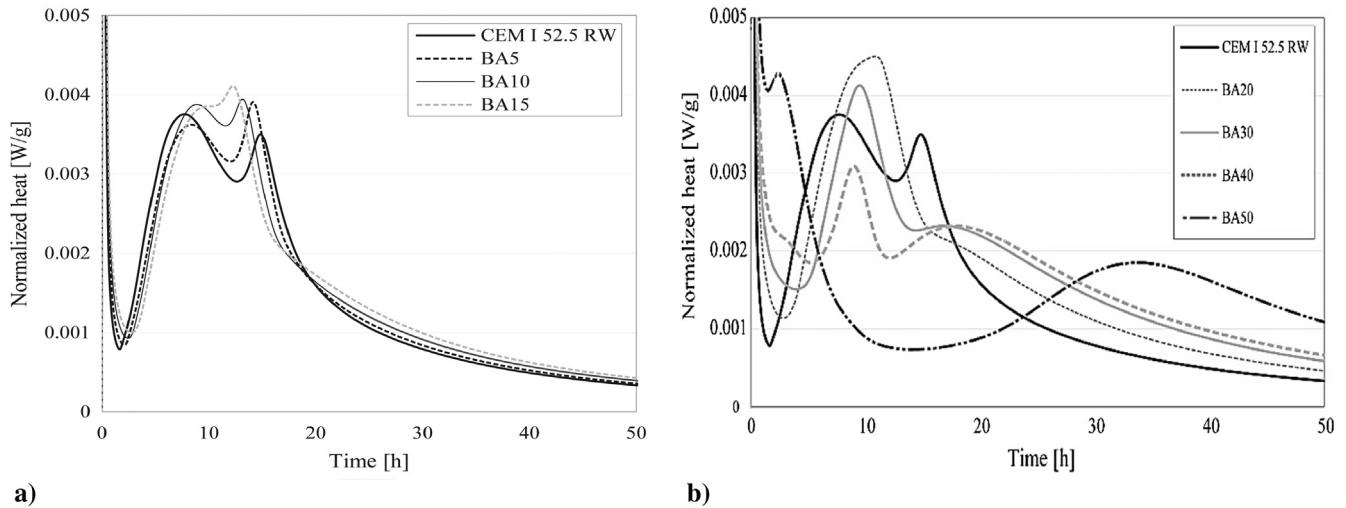 0.005
0.004
0.003
0.002
0.001
0
Normalized heat [W/g]
0 10 20 30 40 50
Time [h]
CEM I 52.5 RW
BA5
BA10
BA15
a)
0.005
0.004
0.003
0.002
0.001
0
Normalized heat [W/g]
0 10 20 30 40 50
Time [h]
CEM I 52.5 RW
BA20
BA30
BA40
BA50
b)